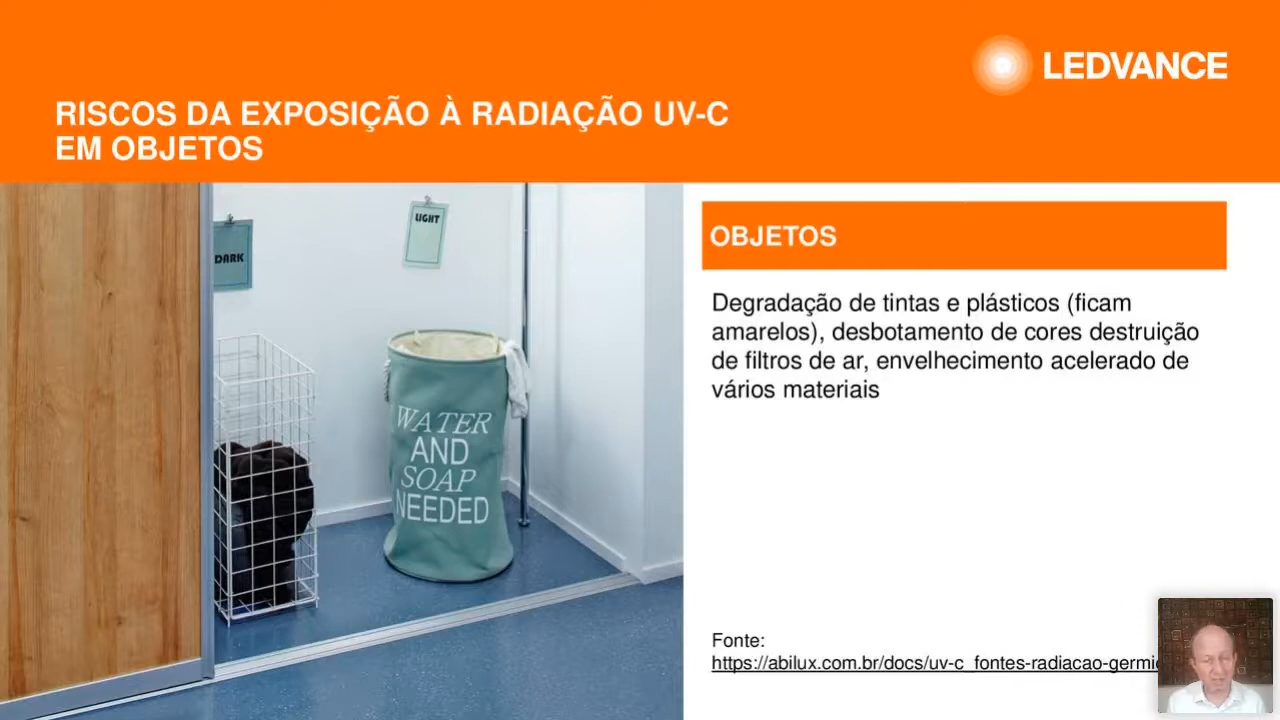 LEDVANCE
RISCOS DA EXPOSIÇÃO À RADIAÇÃO UV-C
EM OBJETOS
DARK
LIGHT
WATER
AND
SOAP
NEEDED
OBJETOS
Degradação de tintas e plásticos (ficam
amarelos), desbotamento de cores destruição
de filtros de ar, envelhecimento acelerado de
vários materiais
Fonte:
https://abilux.com.br/docs/uv-c_fontes-radiacao-germi